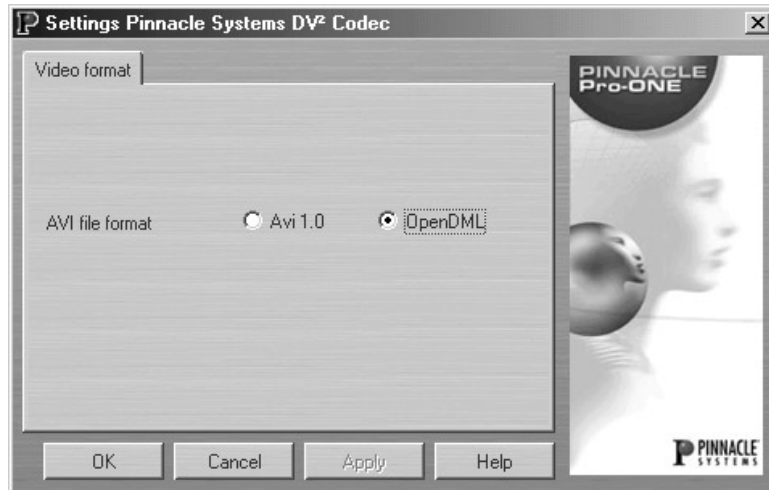 Settings Pinnacle Systems DV² Codec
Video format
PINNACLE
Pro-ONE
AVI file format
Avi 1.0
OpenDML
OK
Cancel
Apply
Help
PINNACLE
SYSTEMS